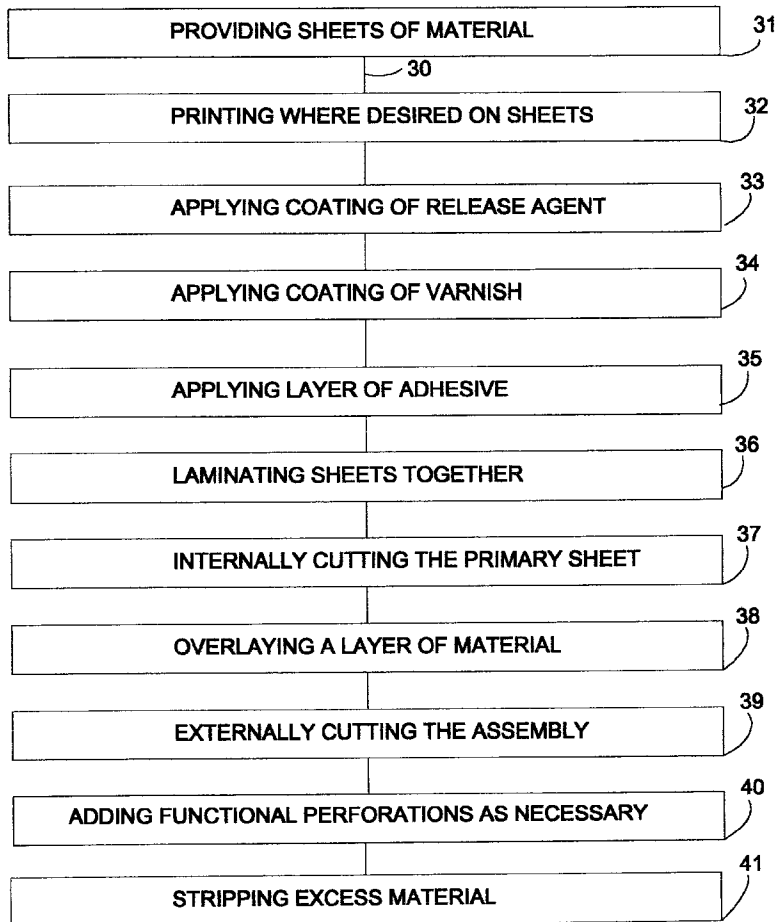 PROVIDING SHEETS OF MATERIAL 31
30
PRINTING WHERE DESIRED ON SHEETS 32
APPLYING COATING OF RELEASE AGENT 33
APPLYING COATING OF VARNISH 34
APPLYING LAYER OF ADHESIVE 35
LAMINATING SHEETS TOGETHER 36
INTERNALLY CUTTING THE PRIMARY SHEET 37
OVERLAYING A LAYER OF MATERIAL 38
EXTERNALLY CUTTING THE ASSEMBLY 39
ADDING FUNCTIONAL PERFORATIONS AS NECESSARY 40
STRIPPING EXCESS MATERIAL 41